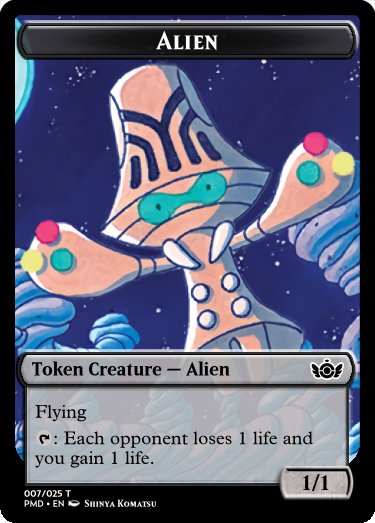 ALIEN
Token Creature — Alien
Flying
: Each opponent loses 1 life and
you gain 1 life.
1/1
007/025 T
PMD • EN SHINYA KOMATSU